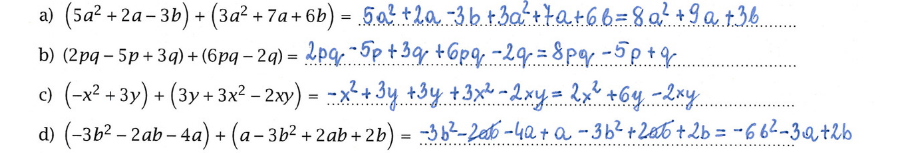 a) (5a² + 2a − 3b) + (3a² + 7a + 6b) = 5a² + 2a − 3b + 3a² + 7a + 6b = 8a² + 9a + 3b
b) (2pq − 5p + 3q) + (6pq − 2q) = 2pq − 5p + 3q + 6pq − 2q = 8pq − 5p + q
c) (−x² + 3y) + (3y + 3x² − 2xy) = −x² + 3y + 3y + 3x² − 2xy = 2x² + 6y − 2xy
d) (−3b² − 2ab − 4a) + (a − 3b² + 2ab + 2b) = −3b² − 2ab − 4a + a − 3b² + 2ab + 2b = −6b² − 3a + 2b